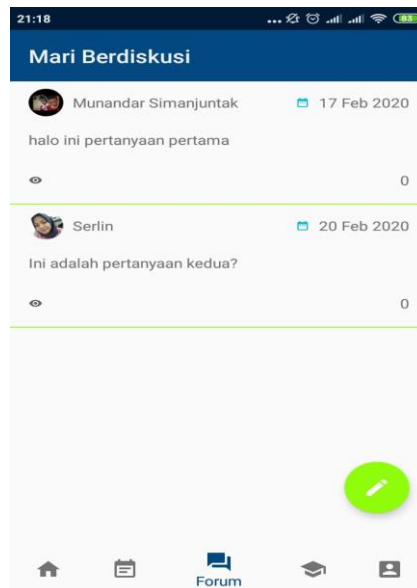 21:18
83
Mari Berdiskusi
Munandar Simanjuntak 17 Feb 2020
halo ini pertanyaan pertama
0
Serlin 20 Feb 2020
Ini adalah pertanyaan kedua?
0
Forum